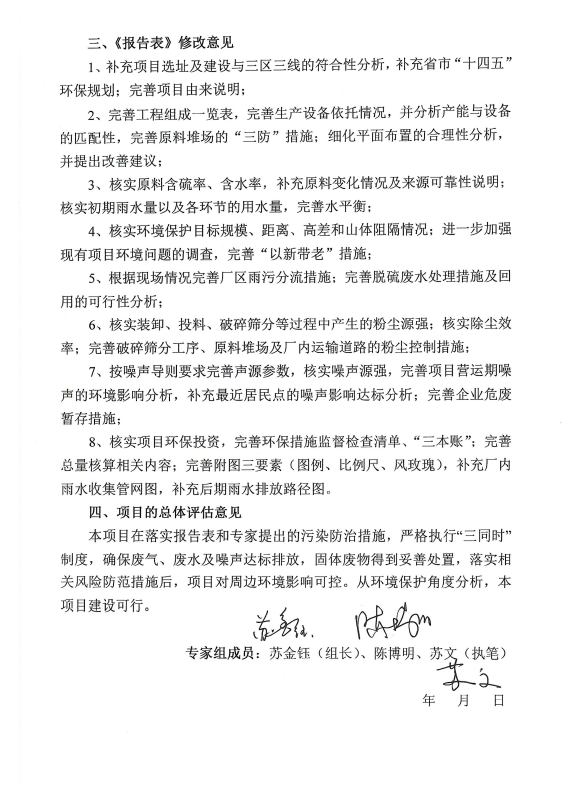 三、《报告表》修改意见
1、补充项目选址及建设与三区三线的符合性分析，补充省市“十四五”
环保规划；完善项目由来说明；
2、完善工程组成一览表，完善生产设备依托情况，并分析产能与设备
的匹配性，完善原料堆场的“三防”措施；细化平面布置的合理性分析，
并提出改善建议；
3、核实原料含硫率、含水率，补充原料变化情况及来源可靠性说明；
核实初期雨水量以及各环节的用水量，完善水平衡；
4、核实环境保护目标规模、距离、高差和山体阻隔情况；进一步加强
现有项目环境问题的调查，完善“以新带老”措施；
5、根据现场情况完善厂区雨污分流措施；完善脱硫废水处理措施及回
用的可行性分析；
6、核实装卸、投料、破碎筛分等过程中产生的粉尘源强；核实除尘效
率；完善破碎筛分工序、原料堆场及厂内运输道路的粉尘控制措施；
7、按噪声导则要求完善声源参数，核实噪声源强，完善项目营运期噪
声的环境影响分析，补充最近居民点的噪声影响达标分析；完善企业危废
暂存措施；
8、核实项目环保投资，完善环保措施监督检查清单、“三本账”；完善
总量核算相关内容；完善附图三要素（图例、比例尺、风玫瑰），补充厂内
雨水收集管网图，补充后期雨水排放路径图。
四、项目的总体评估意见
本项目在落实报告表和专家提出的污染防治措施，严格执行“三同时”
制度，确保废气、废水及噪声达标排放，固体废物得到妥善处置，落实相
关风险防范措施后，项目对周边环境影响可控。从环境保护角度分析，本
项目建设可行。
苏金钰 陈博明
专家组成员：苏金钰（组长）、陈博明、苏文（执笔）
苏文
年 月 日